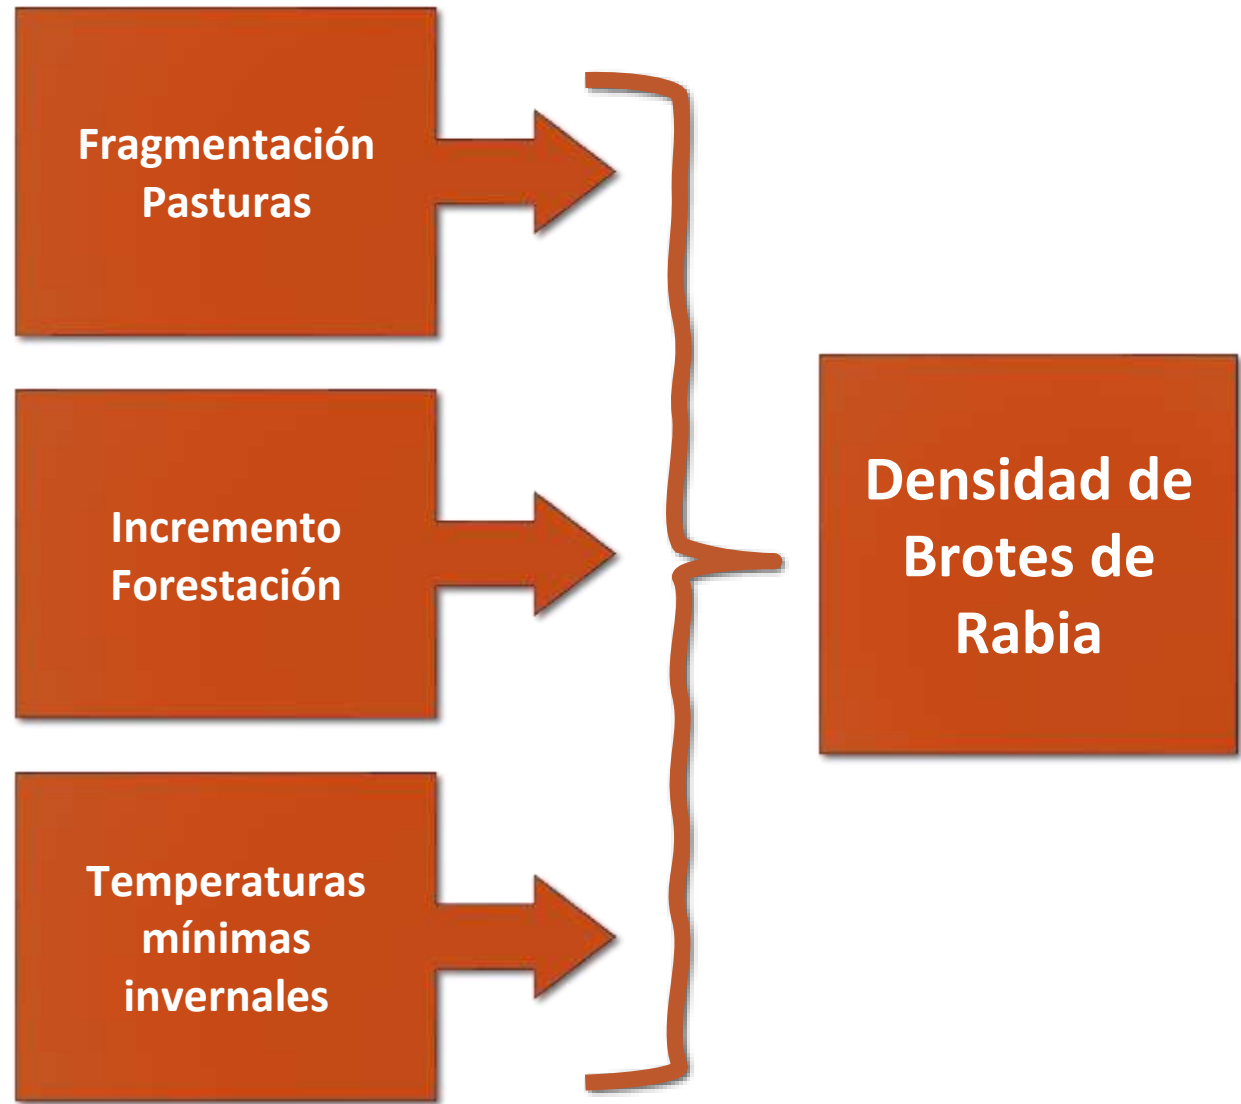 Fragmentación
Pasturas
Incremento
Forestación
Temperaturas
mínimas
invernales
Densidad de
Brotes de
Rabia